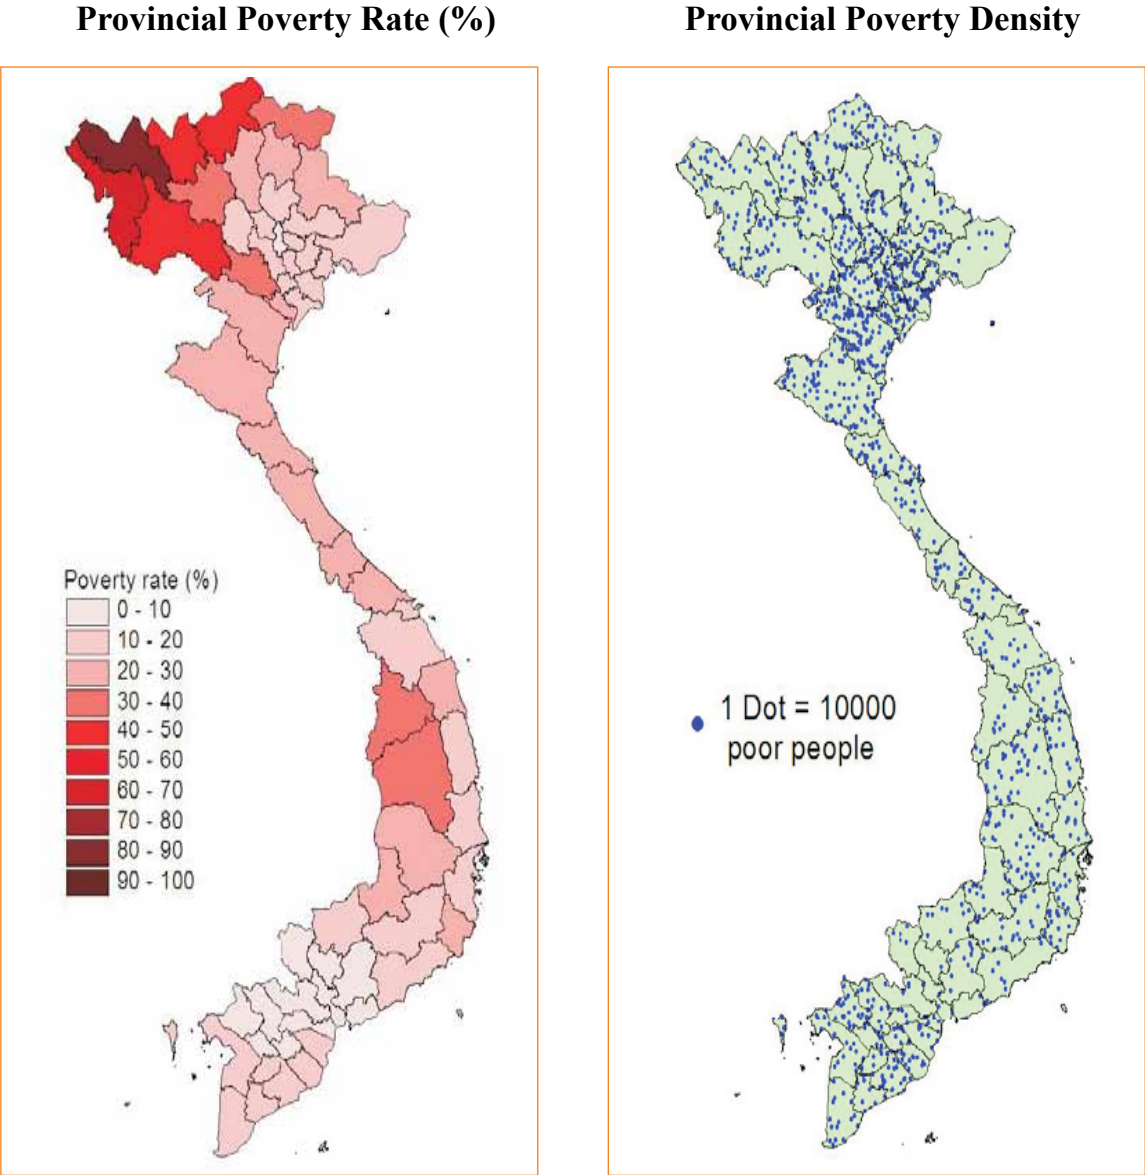 Provincial Poverty Rate (%)
Provincial Poverty Density
Poverty rate (%)
0 - 10
10 - 20
20 - 30
30 - 40
40 - 50
50 - 60
60 - 70
70 - 80
80 - 90
90 - 100
1 Dot = 10000
poor people